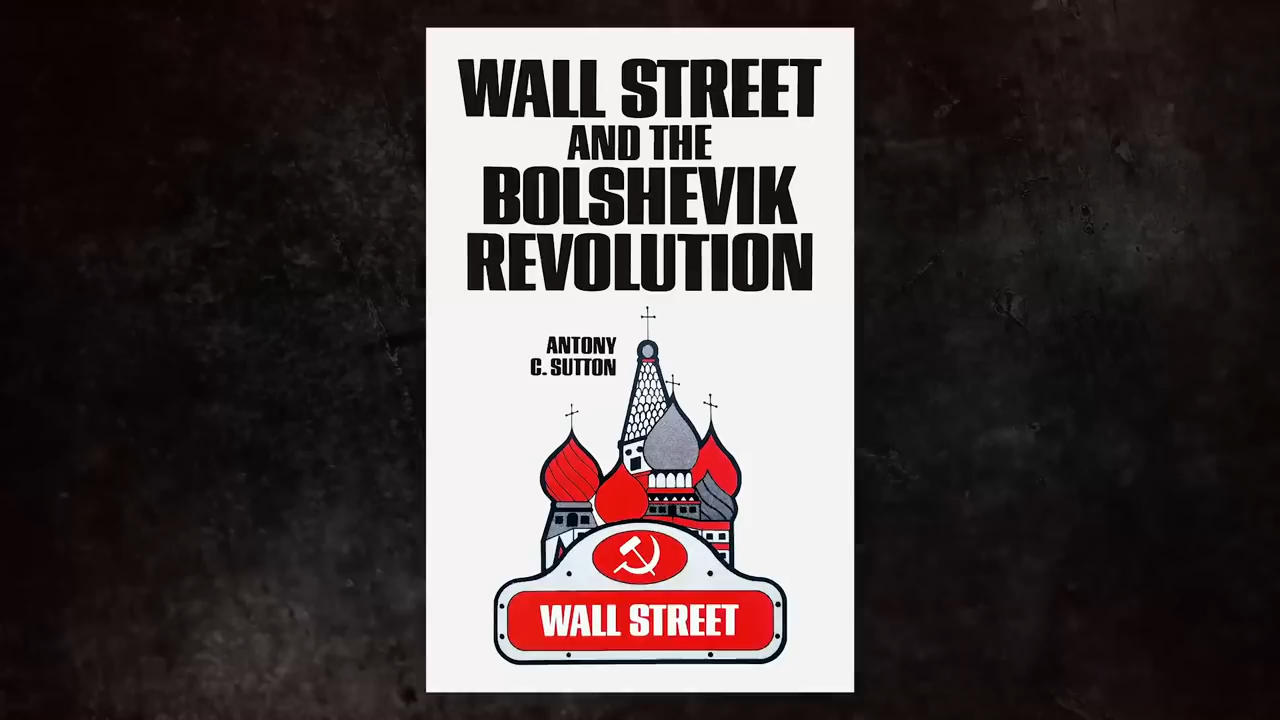 WALL STREET
AND THE
BOLSHEVIK
REVOLUTION
ANTONY
C. SUTTON
WALL STREET